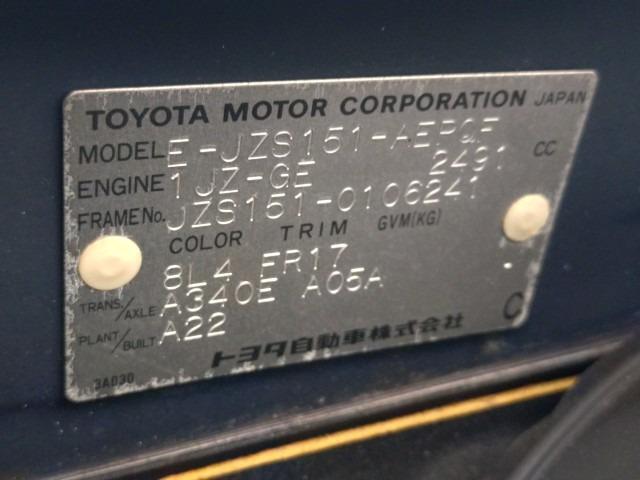 TOYOTA MOTOR CORPORATION JAPAN
MODEL E-JZS151-AEPQF
ENGINE 1JZ-GE 2491 CC
FRAME No. JZS151-0106241
COLOR TRIM GVM(KG)
8L4 FR17
TRANS./AXLE A340E A05A
PLANT/BUILT A22
トヨタ自動車株式会社 C
3AD30